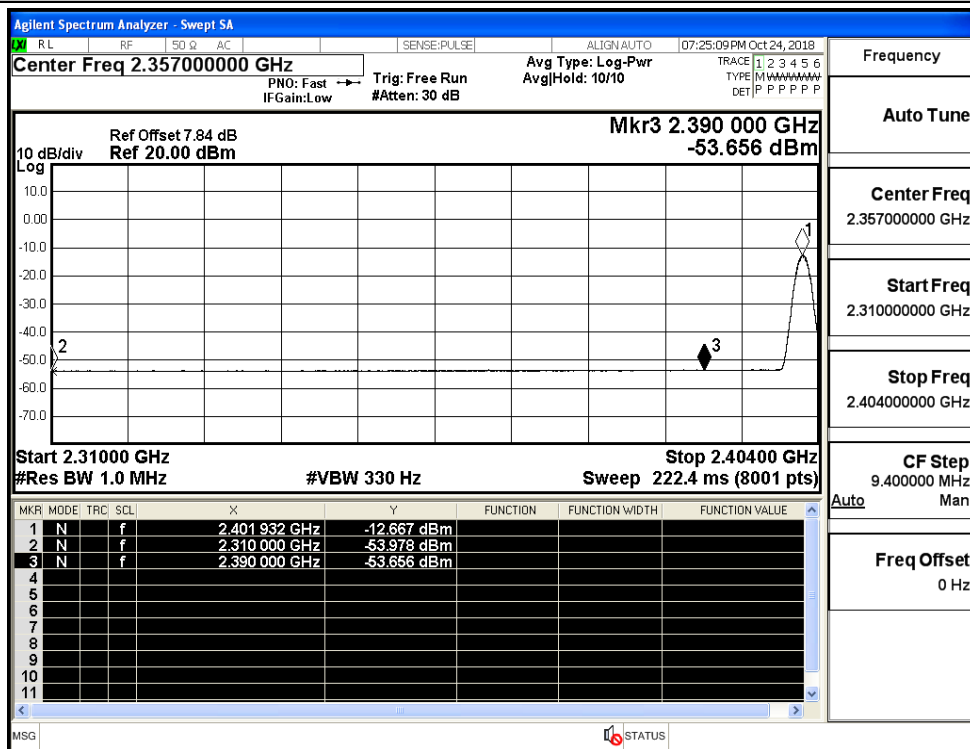 Agilent Spectrum Analyzer - Swept SA
LXI RL RF 50 Ω AC SENSE:PULSE ALIGN AUTO 07:25:09 PM Oct 24, 2018
Center Freq 2.357000000 GHz
PNO: Fast
IFGain:Low
Trig: Free Run
#Atten: 30 dB
Avg Type: Log-Pwr
Avg|Hold: 10/10
TRACE 1 2 3 4 5 6
TYPE M WWWWW
DET P P P P P P
Ref Offset 7.84 dB
Ref 20.00 dBm
10 dB/div
Log
Mkr3 2.390 000 GHz
-53.656 dBm
10.0
0.00
-10.0
-20.0
-30.0
-40.0
-50.0
-60.0
-70.0
1
2
3
Start 2.31000 GHz Stop 2.40400 GHz
#Res BW 1.0 MHz #VBW 330 Hz Sweep 222.4 ms (8001 pts)
MKR MODE TRC SCL X Y FUNCTION FUNCTION WIDTH FUNCTION VALUE
1 N f 2.401 932 GHz -12.667 dBm
2 N f 2.310 000 GHz -53.978 dBm
3 N f 2.390 000 GHz -53.656 dBm
4
5
6
7
8
9
10
11
MSG STATUS
Frequency
Auto Tune
Center Freq
2.357000000 GHz
Start Freq
2.310000000 GHz
Stop Freq
2.404000000 GHz
CF Step
9.400000 MHz
Auto Man
Freq Offset
0 Hz